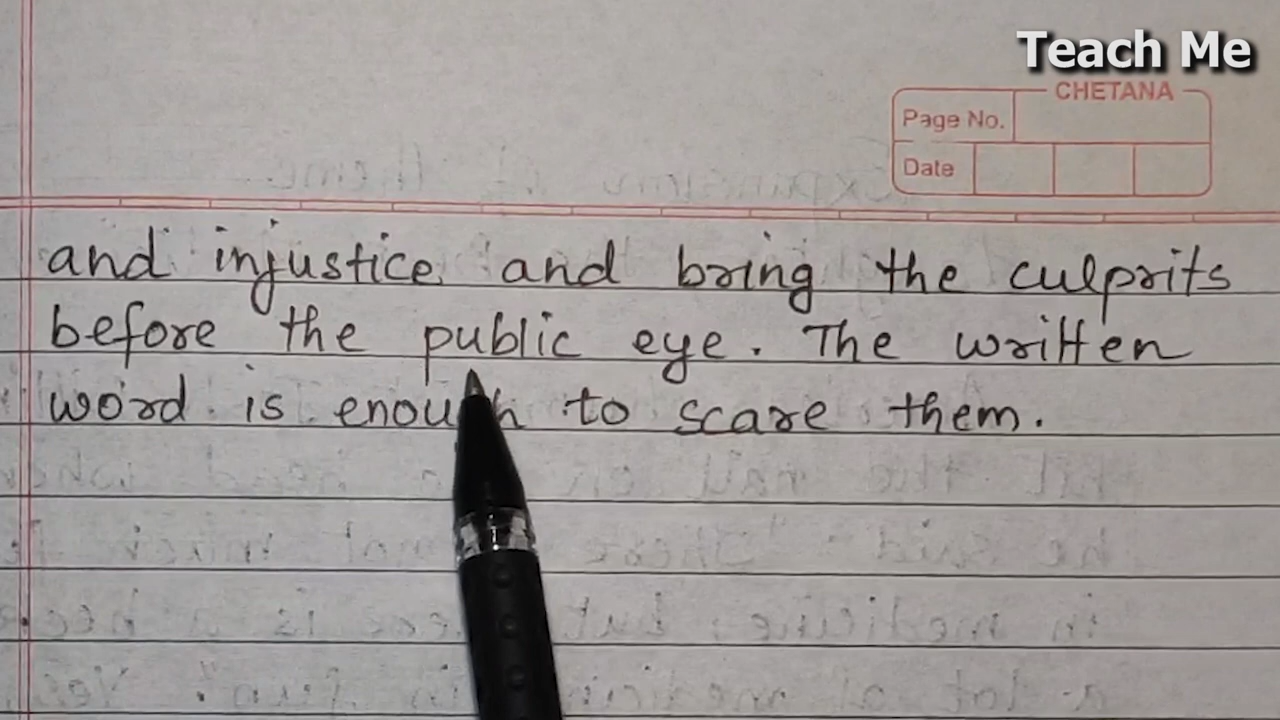 Teach Me
CHETANA
Page No.
Date
and injustice and bring the culprits
before the public eye. The written
word is enough to scare them.